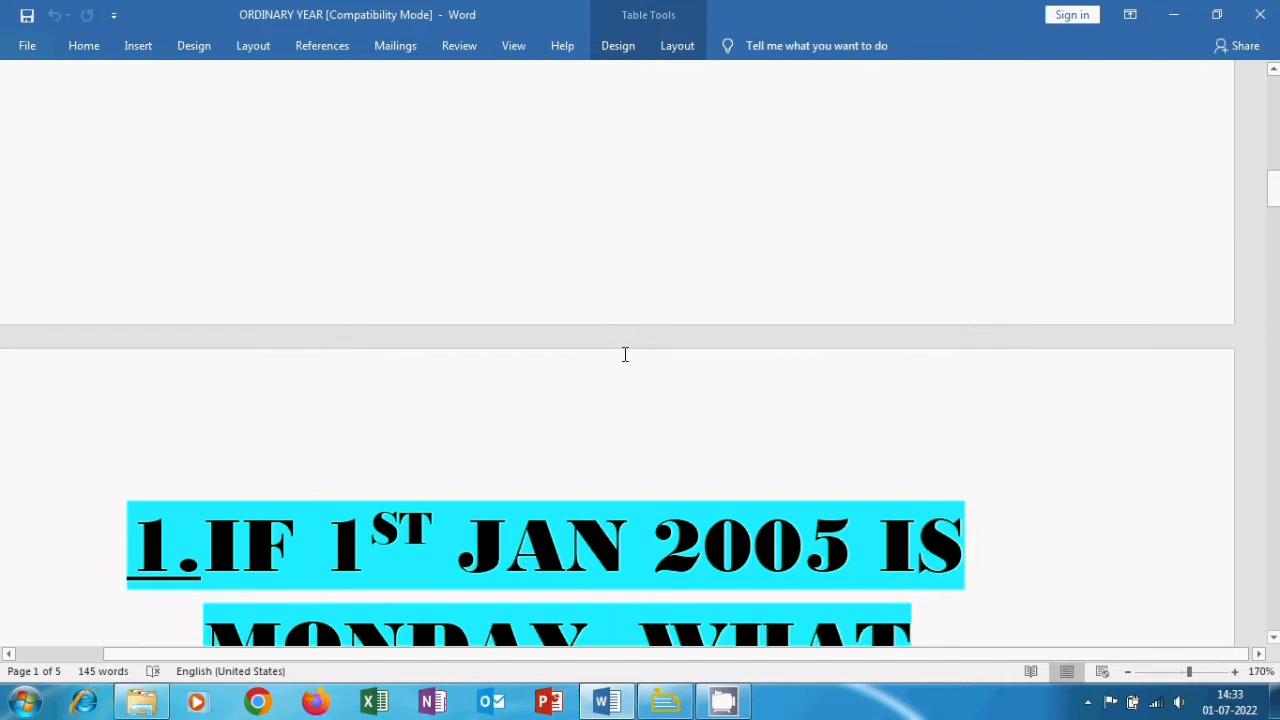 ORDINARY YEAR [Compatibility Mode] - Word
Table Tools
Sign in
File Home Insert Design Layout References Mailings Review View Help Design Layout Tell me what you want to do Share
1.IF 1ST JAN 2005 IS
MONDAY, WHAT
Page 1 of 5 145 words English (United States) 170%
14:33
01-07-2022